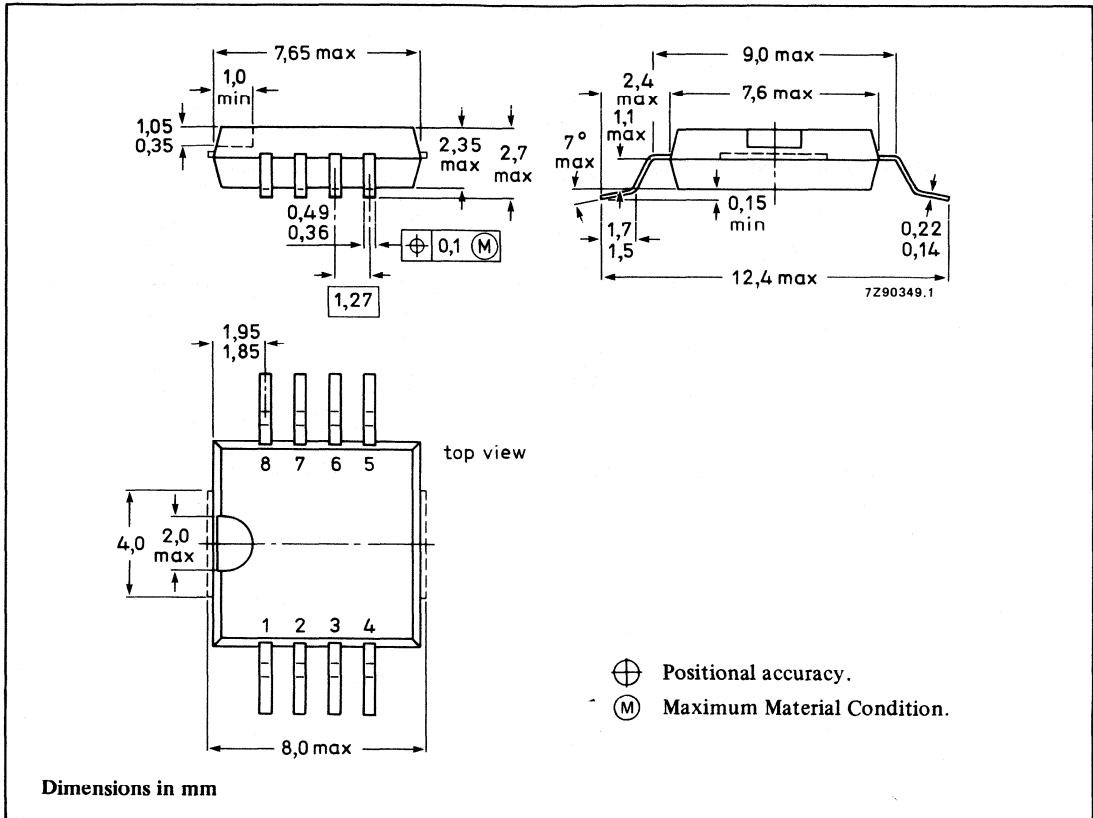 7,65 max
1,0
min
1,05
0,35
2,35
max
2,7
max
0,49
0,36
⌖ 0,1 Ⓜ
1,27
9,0 max
2,4
max
7,6 max
1,1
max
7°
max
0,15
min
1,7
1,5
0,22
0,14
12,4 max
7Z90349.1
1,95
1,85
8 7 6 5
top view
4,0
2,0
max
1 2 3 4
8,0 max
⌖ Positional accuracy.
Ⓜ Maximum Material Condition.
Dimensions in mm